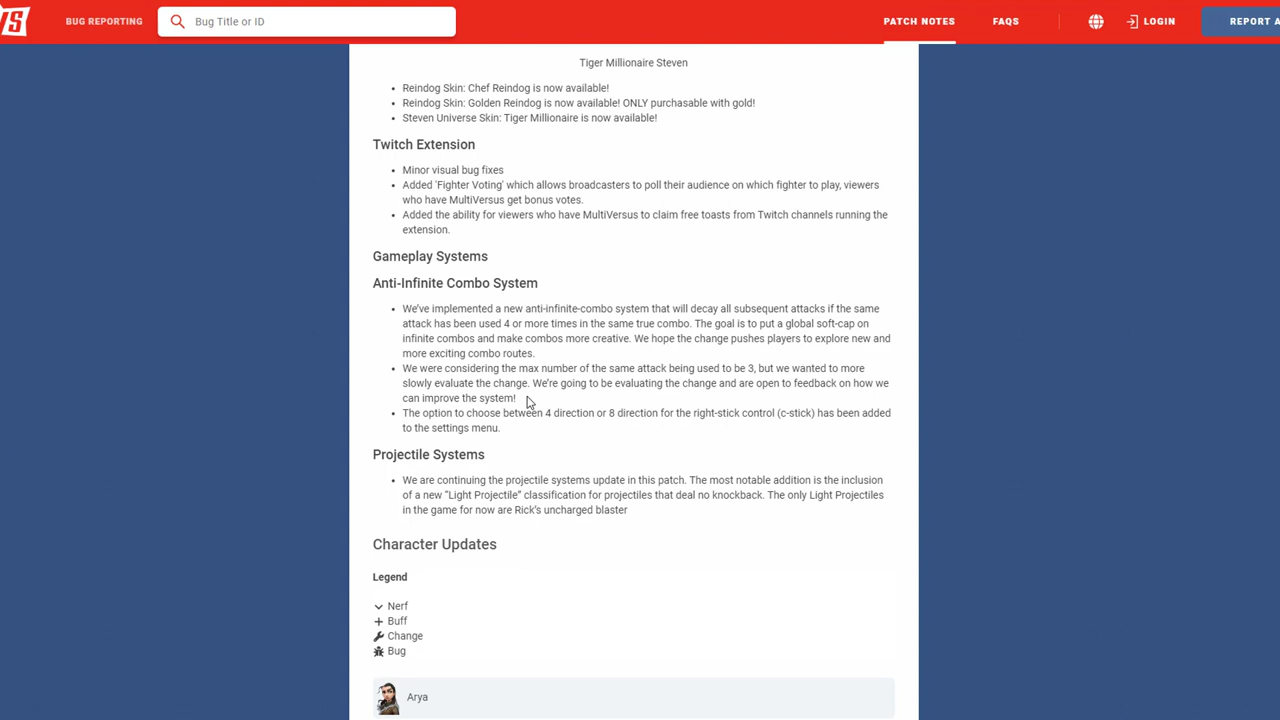 VS
BUG REPORTING
Bug Title or ID
PATCH NOTES
FAQS
LOGIN
REPORT A
Tiger Millionaire Steven
Reindog Skin: Chef Reindog is now available!
Reindog Skin: Golden Reindog is now available! ONLY purchasable with gold!
Steven Universe Skin: Tiger Millionaire is now available!
Twitch Extension
Minor visual bug fixes
Added 'Fighter Voting' which allows broadcasters to poll their audience on which fighter to play, viewers
who have MultiVersus get bonus votes.
Added the ability for viewers who have MultiVersus to claim free toasts from Twitch channels running the
extension.
Gameplay Systems
Anti-Infinite Combo System
We've implemented a new anti-infinite-combo system that will decay all subsequent attacks if the same
attack has been used 4 or more times in the same true combo. The goal is to put a global soft-cap on
infinite combos and make combos more creative. We hope the change pushes players to explore new and
more exciting combo routes.
We were considering the max number of the same attack being used to be 3, but we wanted to more
slowly evaluate the change. We're going to be evaluating the change and are open to feedback on how we
can improve the system!
The option to choose between 4 direction or 8 direction for the right-stick control (c-stick) has been added
to the settings menu.
Projectile Systems
We are continuing the projectile systems update in this patch. The most notable addition is the inclusion
of a new “Light Projectile” classification for projectiles that deal no knockback. The only Light Projectiles
in the game for now are Rick's uncharged blaster
Character Updates
Legend
Nerf
Buff
Change
Bug
Arya